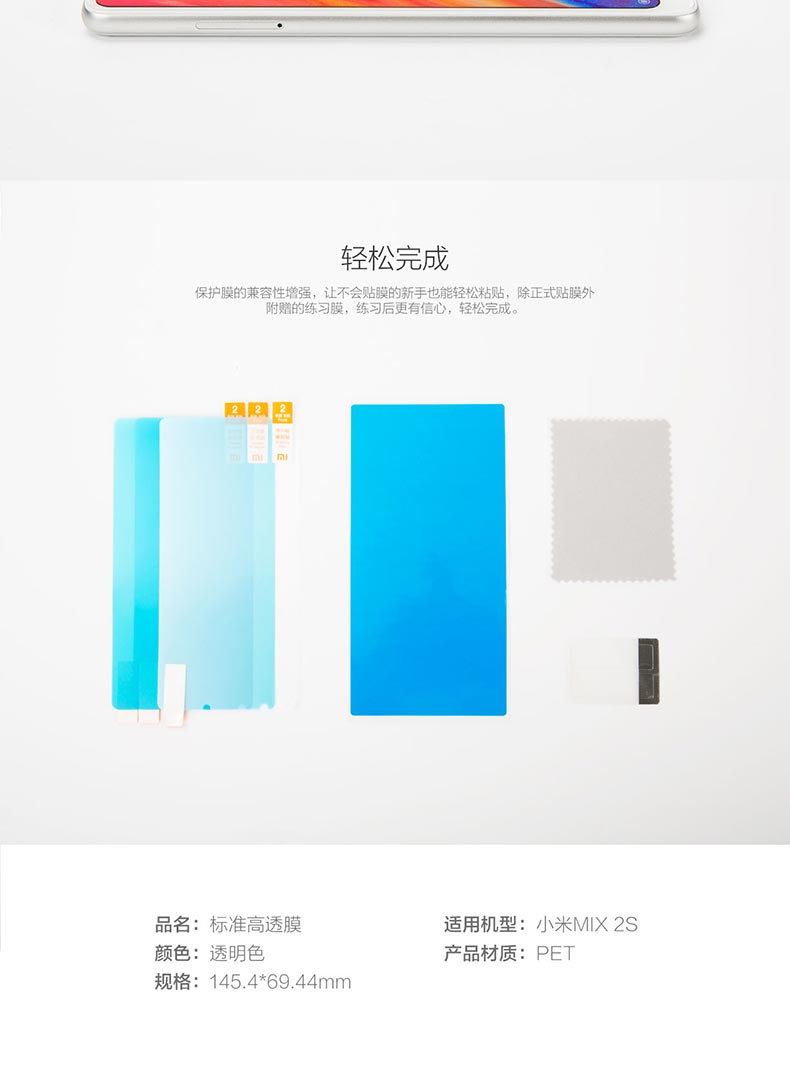 轻松完成
保护膜的兼容性增强，让不会贴膜的新手也能轻松粘贴，除正式贴膜外
附赠的练习膜，练习后更有信心，轻松完成。
2 2 2
品名：标准高透膜
适用机型：小米MIX 2S
颜色：透明色
产品材质：PET
规格：145.4*69.44mm